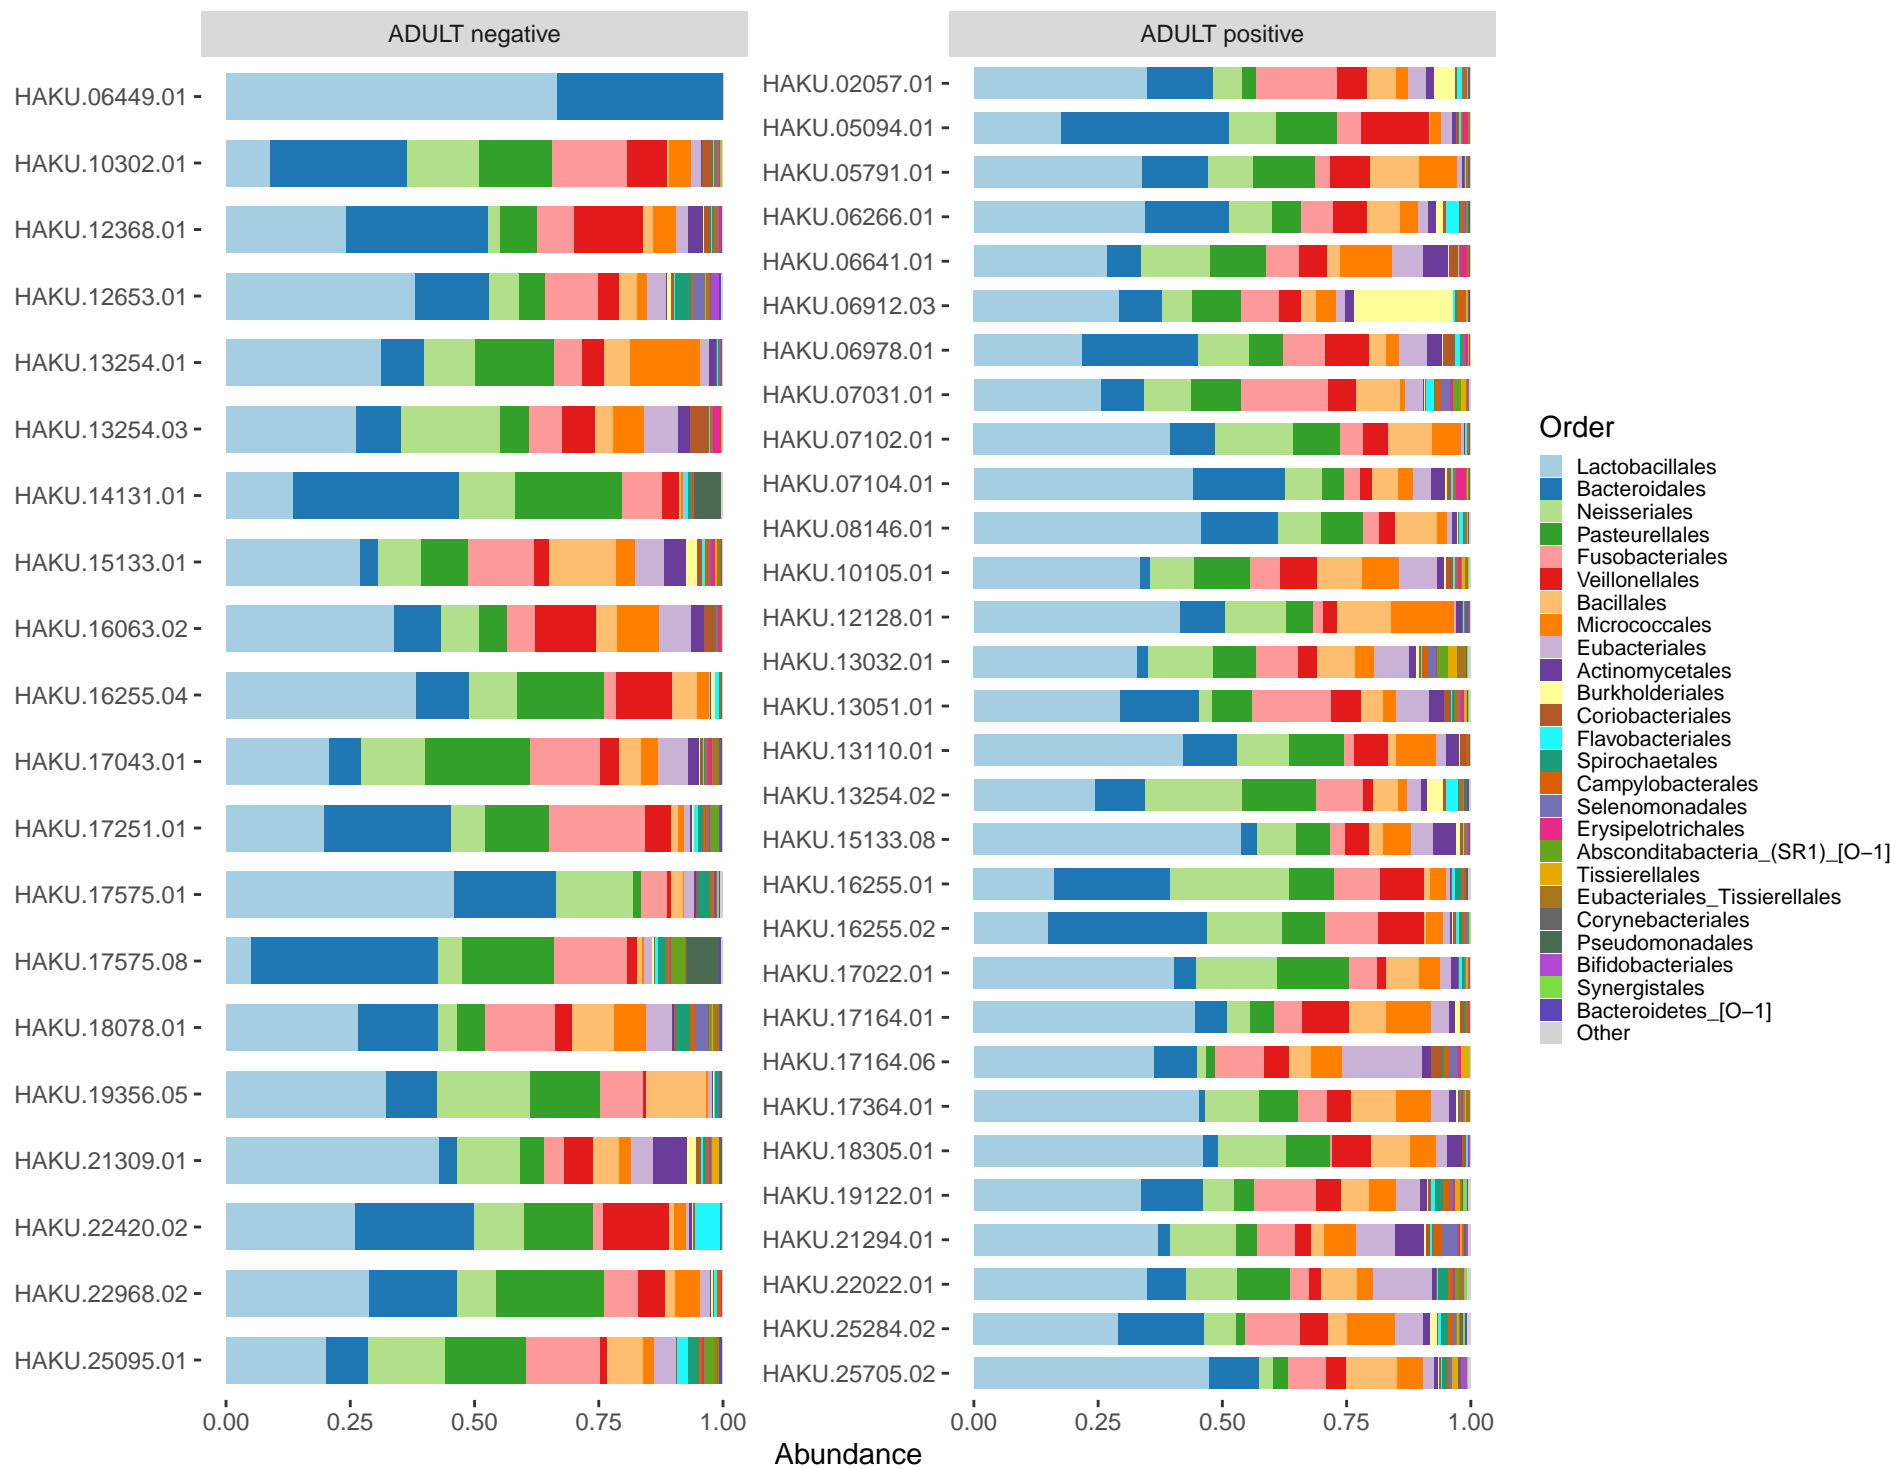 ADULT negative
HAKU.06449.01
HAKU.10302.01
HAKU.12368.01
HAKU.12653.01
HAKU.13254.01
HAKU.13254.03
HAKU.14131.01
HAKU.15133.01
HAKU.16063.02
HAKU.16255.04
HAKU.17043.01
HAKU.17251.01
HAKU.17575.01
HAKU.17575.08
HAKU.18078.01
HAKU.19356.05
HAKU.21309.01
HAKU.22420.02
HAKU.22968.02
HAKU.25095.01
0.00 0.25 0.50 0.75 1.00
ADULT positive
HAKU.02057.01
HAKU.05094.01
HAKU.05791.01
HAKU.06266.01
HAKU.06641.01
HAKU.06912.03
HAKU.06978.01
HAKU.07031.01
HAKU.07102.01
HAKU.07104.01
HAKU.08146.01
HAKU.10105.01
HAKU.12128.01
HAKU.13032.01
HAKU.13051.01
HAKU.13110.01
HAKU.13254.02
HAKU.15133.08
HAKU.16255.01
HAKU.16255.02
HAKU.17022.01
HAKU.17164.01
HAKU.17164.06
HAKU.17364.01
HAKU.18305.01
HAKU.19122.01
HAKU.21294.01
HAKU.22022.01
HAKU.25284.02
HAKU.25705.02
0.00 0.25 0.50 0.75 1.00
Abundance
Order
Lactobacillales
Bacteroidales
Neisseriales
Pasteurellales
Fusobacteriales
Veillonellales
Bacillales
Micrococcales
Eubacteriales
Actinomycetales
Burkholderiales
Coriobacteriales
Flavobacteriales
Spirochaetales
Campylobacterales
Selenomonadales
Erysipelotrichales
Absconditabacteria_(SR1)_[O−1]
Tissierellales
Eubacteriales_Tissierellales
Corynebacteriales
Pseudomonadales
Bifidobacteriales
Synergistales
Bacteroidetes_[O−1]
Other